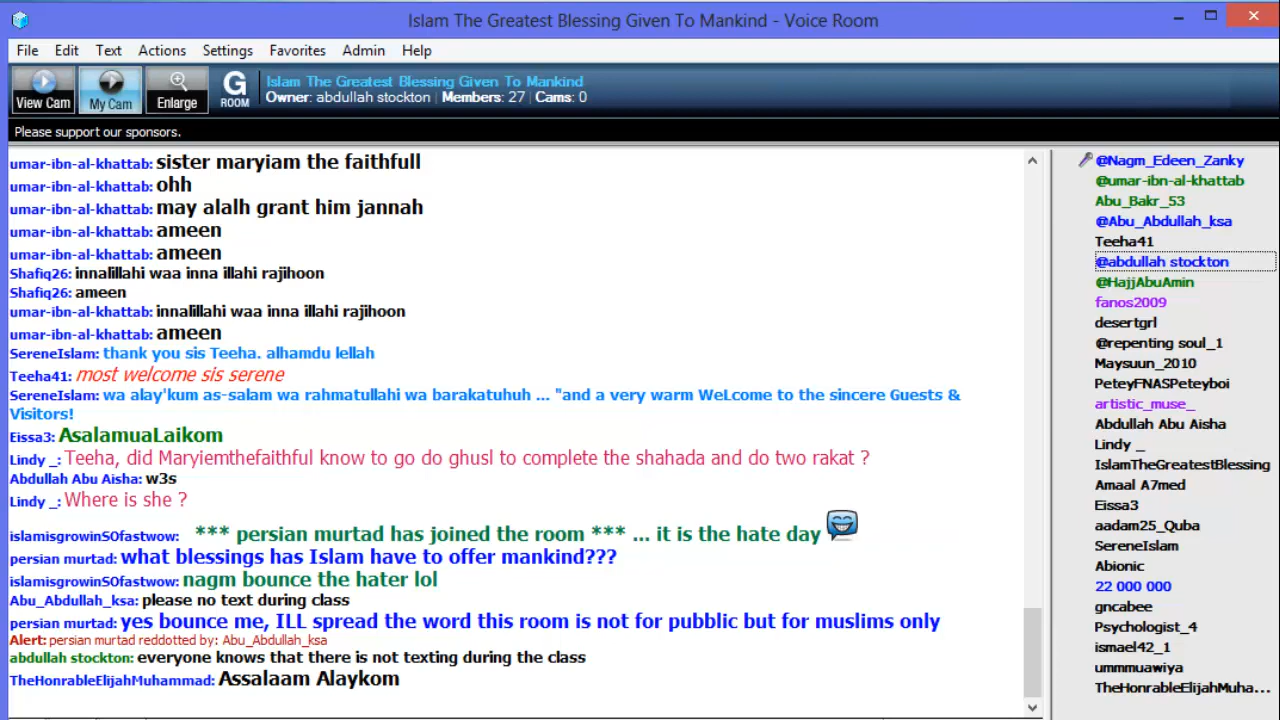 Islam The Greatest Blessing Given To Mankind - Voice Room
File Edit Text Actions Settings Favorites Admin Help
View Cam
My Cam
Enlarge
G
ROOM
Islam The Greatest Blessing Given To Mankind
Owner: abdullah stockton | Members: 27 | Cams: 0
Please support our sponsors.
umar-ibn-al-khattab: sister maryiam the faithfull
umar-ibn-al-khattab: ohh
umar-ibn-al-khattab: may alalh grant him jannah
umar-ibn-al-khattab: ameen
umar-ibn-al-khattab: ameen
Shafiq26: innalillahi waa inna illahi rajihoon
Shafiq26: ameen
umar-ibn-al-khattab: innalillahi waa inna illahi rajihoon
umar-ibn-al-khattab: ameen
SereneIslam: thank you sis Teeha. alhamdu lellah
Teeha41: most welcome sis serene
SereneIslam: wa alay'kum as-salam wa rahmatullahi wa barakatuhuh ... "and a very warm WeLcome to the sincere Guests &
Visitors!
Eissa3: AsalamuaLaikom
Lindy _: Teeha, did Maryiemthefaithful know to go do ghusl to complete the shahada and do two rakat ?
Abdullah Abu Aisha: w3s
Lindy _: Where is she ?
islamisgrowinSOfastwow: *** persian murtad has joined the room *** ... it is the hate day
persian murtad: what blessings has Islam have to offer mankind???
islamisgrowinSOfastwow: nagm bounce the hater lol
Abu_Abdullah_ksa: please no text during class
persian murtad: yes bounce me, ILL spread the word this room is not for pubblic but for muslims only
Alert: persian murtad reddotted by: Abu_Abdullah_ksa
abdullah stockton: everyone knows that there is not texting during the class
TheHonrableElijahMuhammad: Assalaam Alaykom
@Nagm_Edeen_Zanky
@umar-ibn-al-khattab
Abu_Bakr_53
@Abu_Abdullah_ksa
Teeha41
@abdullah stockton
@HajjAbuAmin
fanos2009
desertgrl
@repenting soul_1
Maysuun_2010
PeteyFNASPeteyboi
artistic_muse_
Abdullah Abu Aisha
Lindy _
IslamTheGreatestBlessing
Amaal A7med
Eissa3
aadam25_Quba
SereneIslam
Abionic
22 000 000
gncabee
Psychologist_4
ismael42_1
ummmuawiya
TheHonrableElijahMuha...